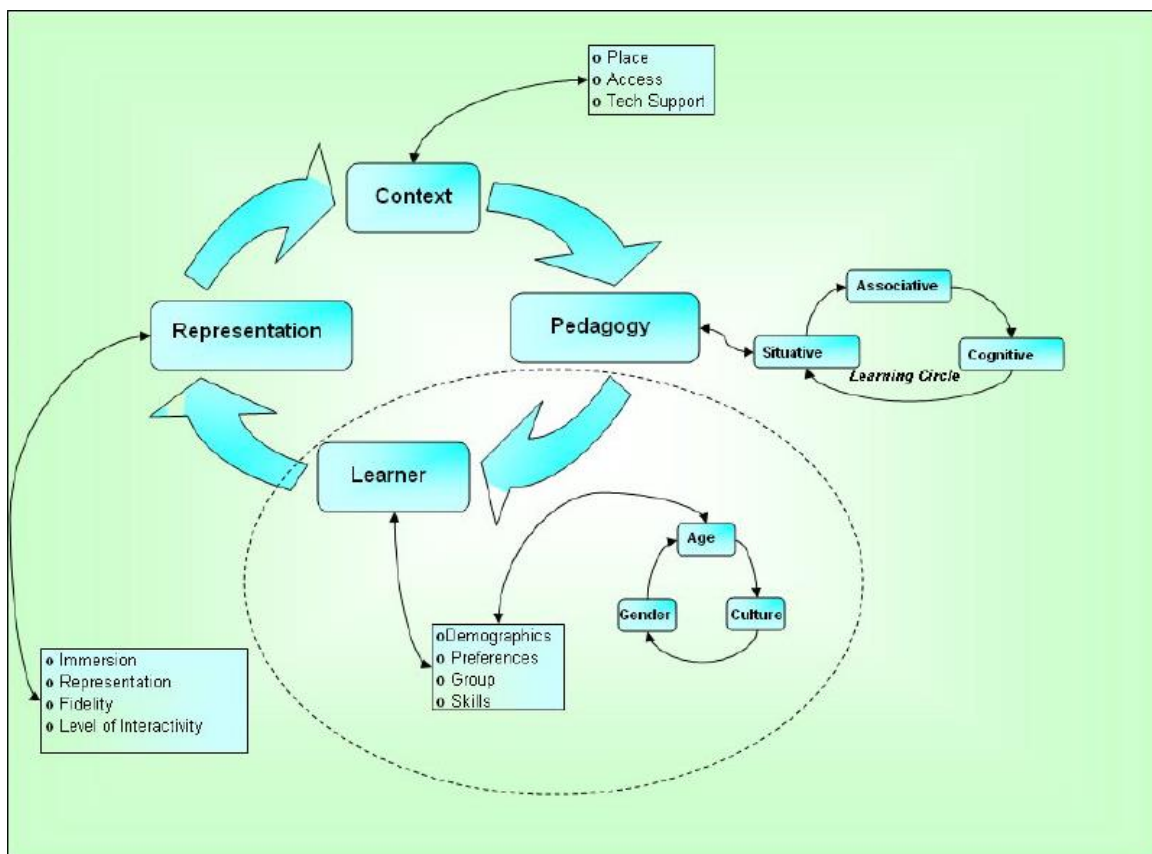 o Place
o Access
o Tech Support
Context
Representation
Pedagogy
Associative
Situative
Cognitive
Learning Circle
Learner
Age
Gender
Culture
oDemographics
o Preferences
o Group
o Skills
o Immersion
o Representation
o Fidelity
o Level of Interactivity